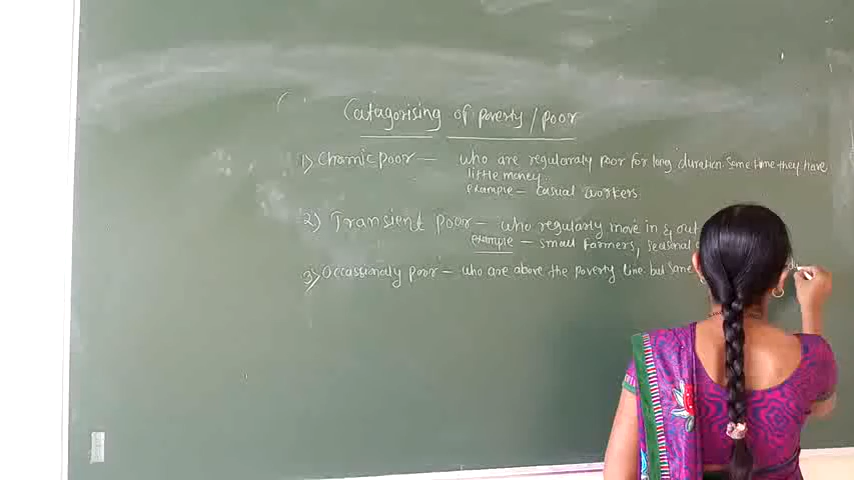 Catagorising of poverty / poor
1) Chronic poor — who are regularaly poor for long duration. Some time they have
little money.
example — casual workers
2) Transient poor — who regularly move in & out
example — small farmers, seasonal
3) Occassionaly poor — who are above the poverty line but